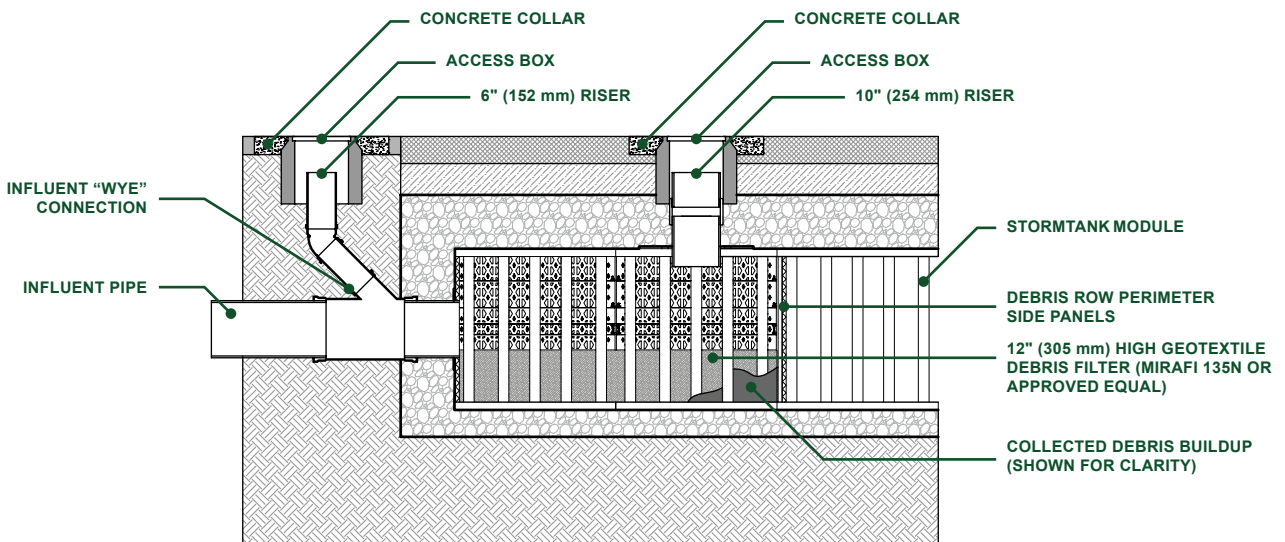 CONCRETE COLLAR
ACCESS BOX
6" (152 mm) RISER
CONCRETE COLLAR
ACCESS BOX
10" (254 mm) RISER
INFLUENT “WYE”
CONNECTION
INFLUENT PIPE
STORMTANK MODULE
DEBRIS ROW PERIMETER
SIDE PANELS
12" (305 mm) HIGH GEOTEXTILE
DEBRIS FILTER (MIRAFI 135N OR
APPROVED EQUAL)
COLLECTED DEBRIS BUILDUP
(SHOWN FOR CLARITY)